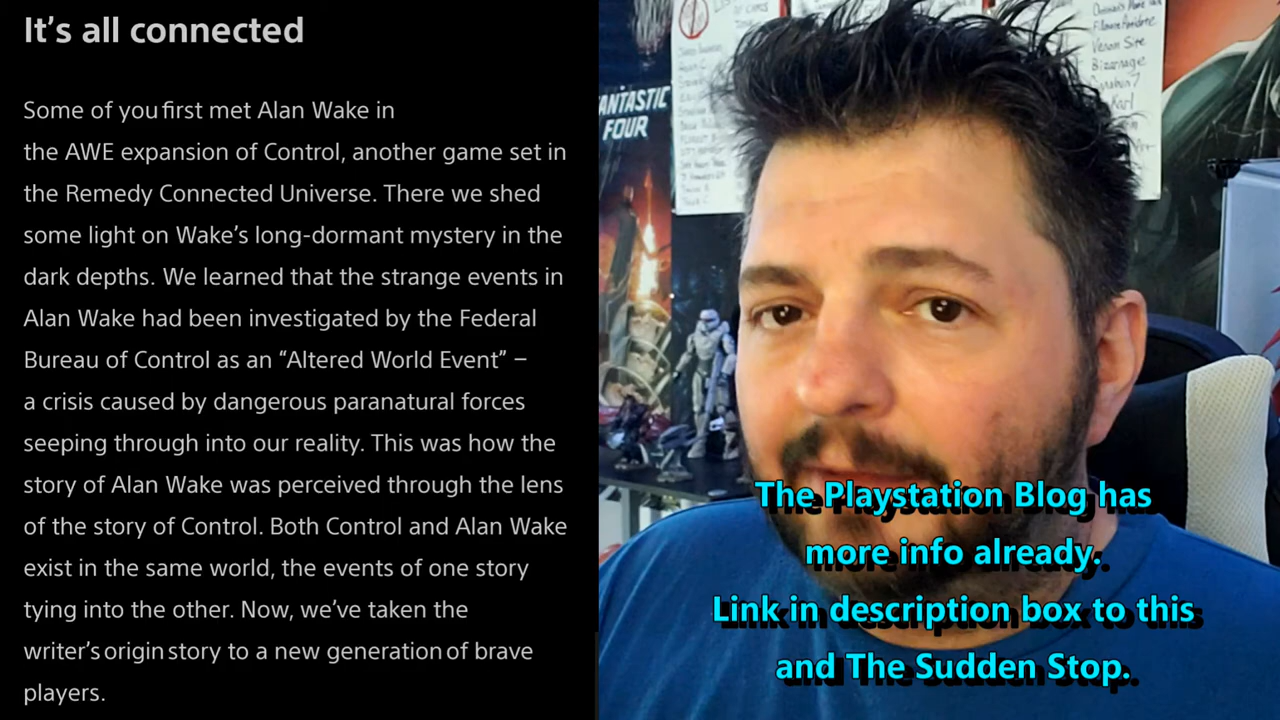 It's all connected
Some of you first met Alan Wake in
the AWE expansion of Control, another game set in
the Remedy Connected Universe. There we shed
some light on Wake's long-dormant mystery in the
dark depths. We learned that the strange events in
Alan Wake had been investigated by the Federal
Bureau of Control as an “Altered World Event” –
a crisis caused by dangerous paranatural forces
seeping through into our reality. This was how the
story of Alan Wake was perceived through the lens
of the story of Control. Both Control and Alan Wake
exist in the same world, the events of one story
tying into the other. Now, we've taken the
writer's origin story to a new generation of brave
players.
ANTASTIC
FOUR
Venom Site
Bizarnage
Karl
The Playstation Blog has
more info already.
Link in description box to this
and The Sudden Stop.